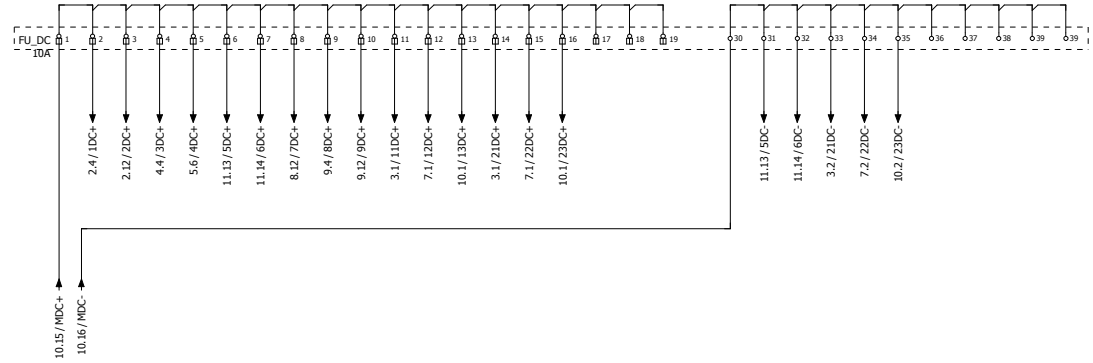 FU_DC 1 2 3 4 5 6 7 8 9 10 11 12 13 14 15 16 17 18 19 30 31 32 33 34 35 36 37 38 39 39
10A
2.4 / 1DC+
2.12 / 2DC+
4.4 / 3DC+
5.6 / 4DC+
11.13 / 5DC+
11.14 / 6DC+
8.12 / 7DC+
9.4 / 8DC+
9.12 / 9DC+
3.1 / 11DC+
7.1 / 12DC+
10.1 / 13DC+
3.1 / 21DC+
7.1 / 22DC+
10.1 / 23DC+
11.13 / 5DC-
11.14 / 6DC-
3.2 / 21DC-
7.2 / 22DC-
10.2 / 23DC-
10.15 / MDC+
10.16 / MDC-